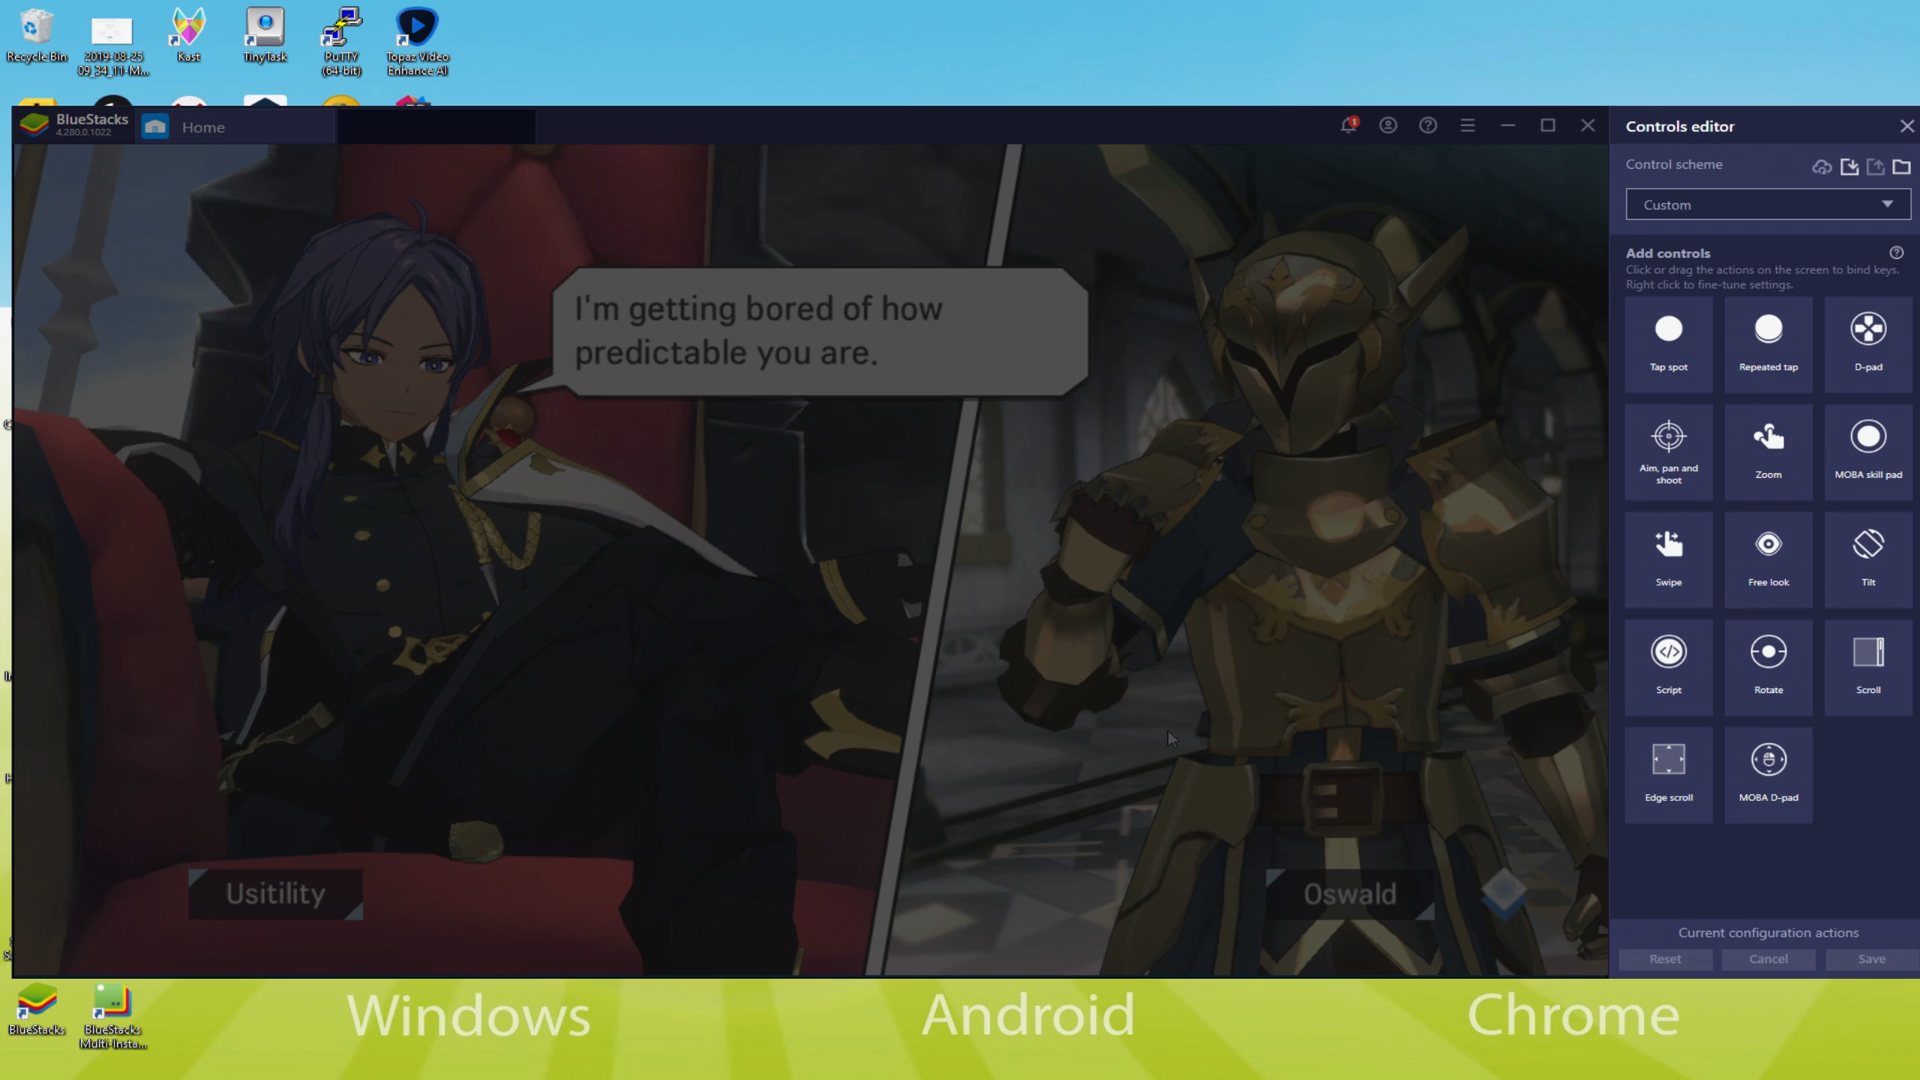 Recycle Bin
2019-08-25
09_34_11-M...
Kast
TinyTask
PuTTY
(64-bit)
Topaz Video
Enhance AI
BlueStacks
4.280.0.1022
Home
1
Controls editor
Control scheme
Custom
Add controls
Click or drag the actions on the screen to bind keys.
Right click to fine-tune settings.
Tap spot
Repeated tap
D-pad
Aim, pan and
shoot
Zoom
MOBA skill pad
Swipe
Free look
Tilt
Script
Rotate
Scroll
Edge scroll
MOBA D-pad
Current configuration actions
Reset
Cancel
Save
I'm getting bored of how
predictable you are.
Usitility
Oswald
BlueStacks
BlueStacks
Multi-Insta...
Windows
Android
Chrome